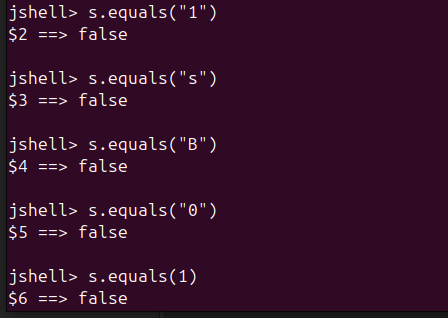 jshell> s.equals("1")
$2 ==> false
jshell> s.equals("s")
$3 ==> false
jshell> s.equals("B")
$4 ==> false
jshell> s.equals("0")
$5 ==> false
jshell> s.equals(1)
$6 ==> false